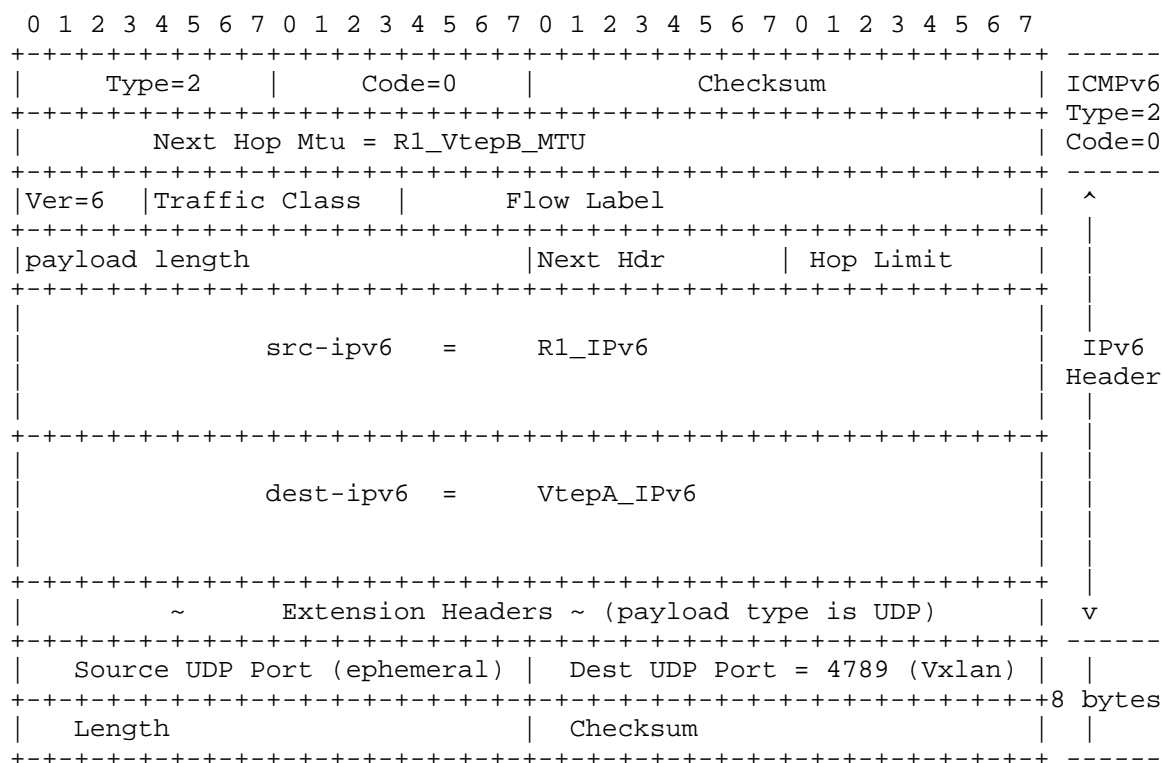 0 1 2 3 4 5 6 7 0 1 2 3 4 5 6 7 0 1 2 3 4 5 6 7 0 1 2 3 4 5 6 7
+-+-+-+-+-+-+-+-+-+-+-+-+-+-+-+-+-+-+-+-+-+-+-+-+-+-+-+-+-+-+-+-+ ------
|     Type=2    |     Code=0    |          Checksum             | ICMPv6
+-+-+-+-+-+-+-+-+-+-+-+-+-+-+-+-+-+-+-+-+-+-+-+-+-+-+-+-+-+-+-+-+ Type=2
|        Next Hop Mtu = R1_VtepB_MTU                            | Code=0
+-+-+-+-+-+-+-+-+-+-+-+-+-+-+-+-+-+-+-+-+-+-+-+-+-+-+-+-+-+-+-+-+ ------
|Ver=6  |Traffic Class  |      Flow Label                       |  ^
+-+-+-+-+-+-+-+-+-+-+-+-+-+-+-+-+-+-+-+-+-+-+-+-+-+-+-+-+-+-+-+-+  |
|payload length                 |Next Hdr       | Hop Limit     |  |
+-+-+-+-+-+-+-+-+-+-+-+-+-+-+-+-+-+-+-+-+-+-+-+-+-+-+-+-+-+-+-+-+  |
|                                                               |  |
|               src-ipv6   =     R1_IPv6                        |  IPv6
|                                                               | Header
|                                                               |  |
+-+-+-+-+-+-+-+-+-+-+-+-+-+-+-+-+-+-+-+-+-+-+-+-+-+-+-+-+-+-+-+-+  |
|                                                               |  |
|               dest-ipv6  =     VtepA_IPv6                     |  |
|                                                               |  |
|                                                               |  |
+-+-+-+-+-+-+-+-+-+-+-+-+-+-+-+-+-+-+-+-+-+-+-+-+-+-+-+-+-+-+-+-+  |
|         ~      Extension Headers ~ (payload type is UDP)      |  v
+-+-+-+-+-+-+-+-+-+-+-+-+-+-+-+-+-+-+-+-+-+-+-+-+-+-+-+-+-+-+-+-+ ------
|   Source UDP Port (ephemeral) |  Dest UDP Port = 4789 (Vxlan) |  |
+-+-+-+-+-+-+-+-+-+-+-+-+-+-+-+-+-+-+-+-+-+-+-+-+-+-+-+-+-+-+-+-+8 bytes
|   Length                      |  Checksum                     |  |
+-+-+-+-+-+-+-+-+-+-+-+-+-+-+-+-+-+-+-+-+-+-+-+-+-+-+-+-+-+-+-+-+ ------